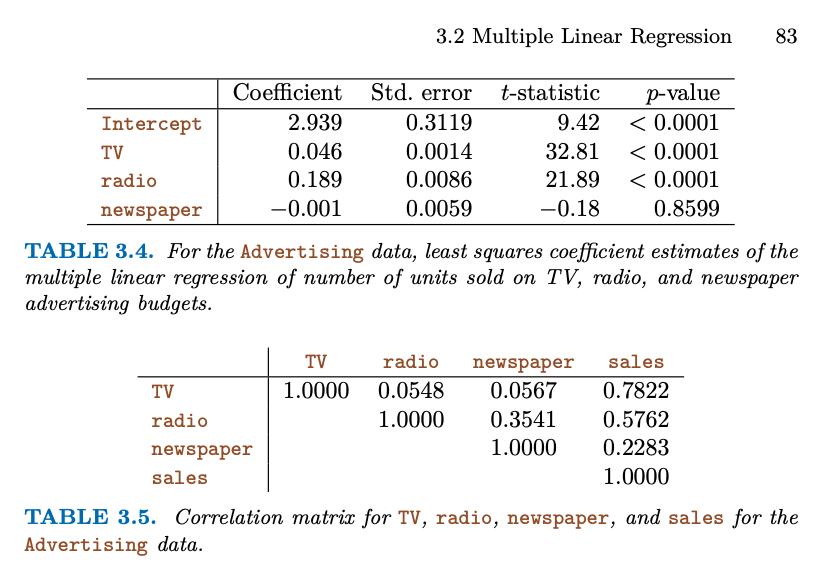 3.2 Multiple Linear Regression 83
Coefficient Std. error t-statistic p-value
Intercept 2.939 0.3119 9.42 < 0.0001
TV 0.046 0.0014 32.81 < 0.0001
radio 0.189 0.0086 21.89 < 0.0001
newspaper −0.001 0.0059 −0.18 0.8599
TABLE 3.4. For the Advertising data, least squares coefficient estimates of the
multiple linear regression of number of units sold on TV, radio, and newspaper
advertising budgets.
TV radio newspaper sales
TV 1.0000 0.0548 0.0567 0.7822
radio 1.0000 0.3541 0.5762
newspaper 1.0000 0.2283
sales 1.0000
TABLE 3.5. Correlation matrix for TV, radio, newspaper, and sales for the
Advertising data.